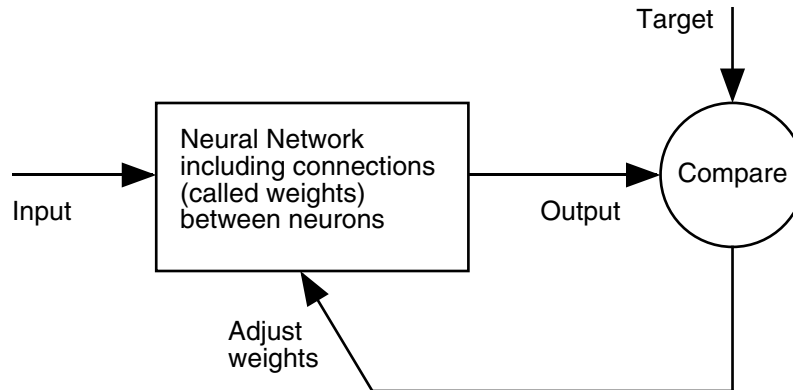 Target
Neural Network
including connections
(called weights)
between neurons
Compare
Input
Output
Adjust
weights